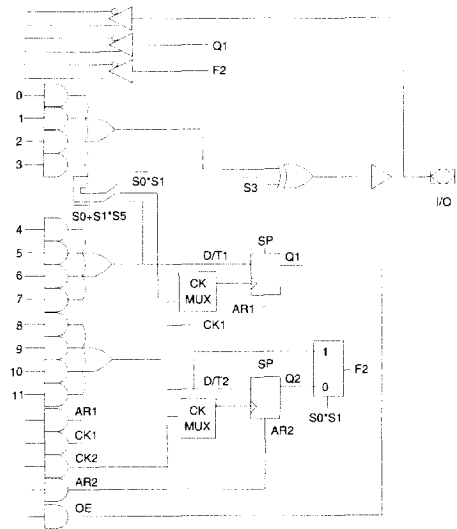 Q1
F2
0
1
2
3
S0*S1
S3
I/O
S0+S1*S5
4
5
6
7
D/T1
SP
Q1
CK
MUX
AR1
8
CK1
9
10
11
SP
1
F2
D/T2
Q2
0
AR1
CK
MUX
S0*S1
CK1
AR2
CK2
AR2
OE